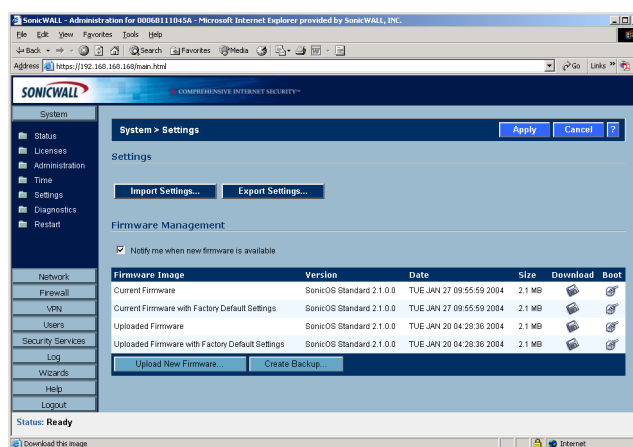 SonicWALL - Administration for 0006B111045A - Microsoft Internet Explorer provided by SonicWALL, INC.
File Edit View Favorites Tools Help
Back Search Favorites Media
Address https://192.168.168.168/main.html Go Links »
SONICWALL COMPREHENSIVE INTERNET SECURITY™
System
Status
Licenses
Administration
Time
Settings
Diagnostics
Restart
Network
Firewall
VPN
Users
Security Services
Log
Wizards
Help
Logout
System > Settings Apply Cancel ?
Settings
Import Settings... Export Settings...
Firmware Management
Notify me when new firmware is available
Firmware Image Version Date Size Download Boot
Current Firmware SonicOS Standard 2.1.0.0 TUE JAN 27 09:55:59 2004 2.1 MB
Current Firmware with Factory Default Settings SonicOS Standard 2.1.0.0 TUE JAN 27 09:55:59 2004 2.1 MB
Uploaded Firmware SonicOS Standard 2.1.0.0 TUE JAN 20 04:28:36 2004 2.1 MB
Uploaded Firmware with Factory Default Settings SonicOS Standard 2.1.0.0 TUE JAN 20 04:28:36 2004 2.1 MB
Upload New Firmware... Create Backup...
Status: Ready
Download this image Internet